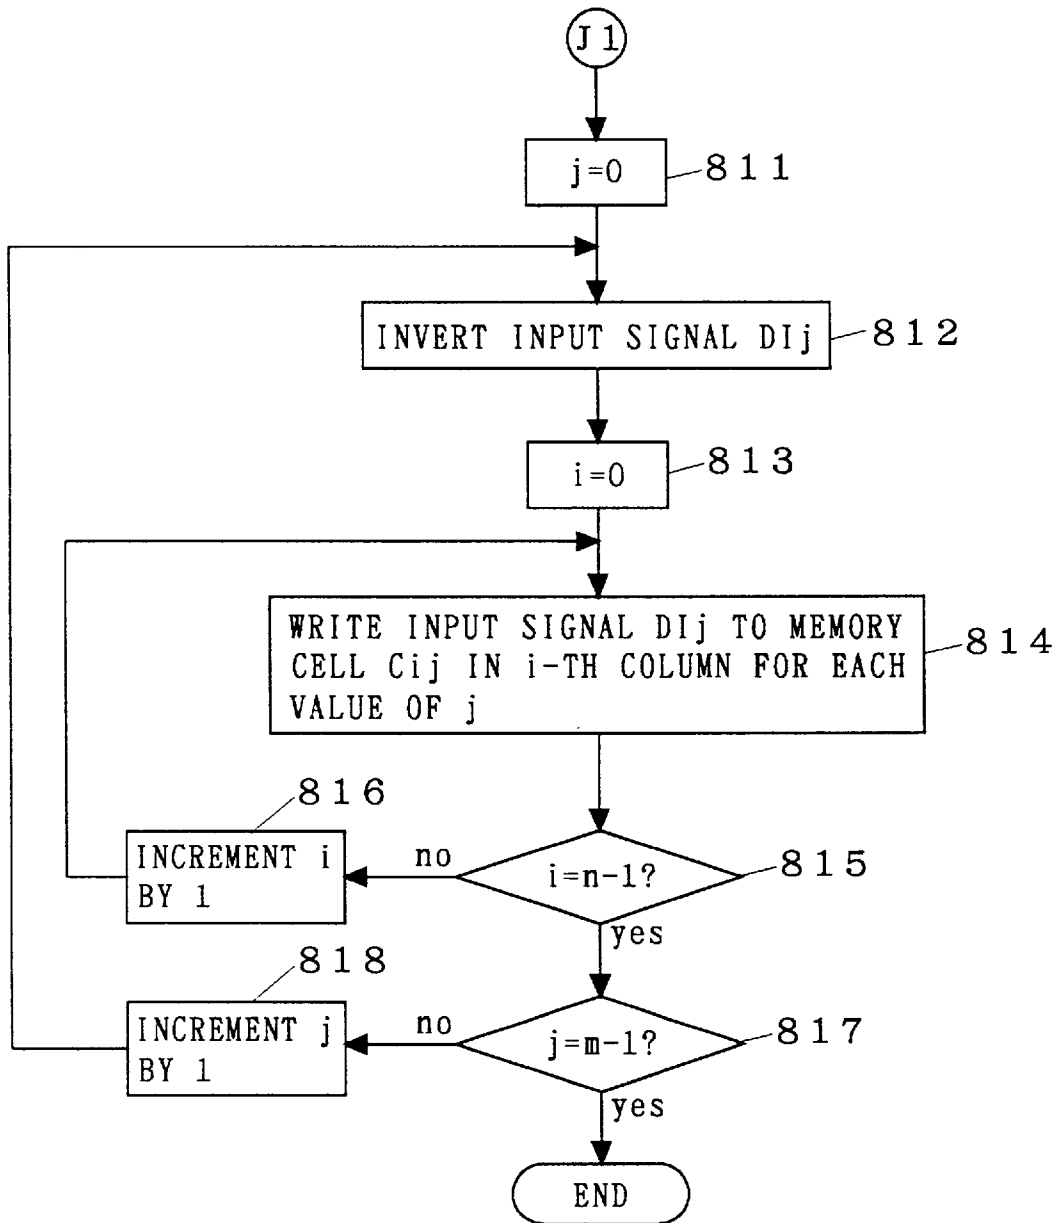 J1
j=0
811
INVERT INPUT SIGNAL DIj
812
i=0
813
WRITE INPUT SIGNAL DIj TO MEMORY
CELL Cij IN i-TH COLUMN FOR EACH
VALUE OF j
814
816
INCREMENT i
BY 1
no
i=n-1?
815
yes
818
INCREMENT j
BY 1
no
j=m-1?
817
yes
END